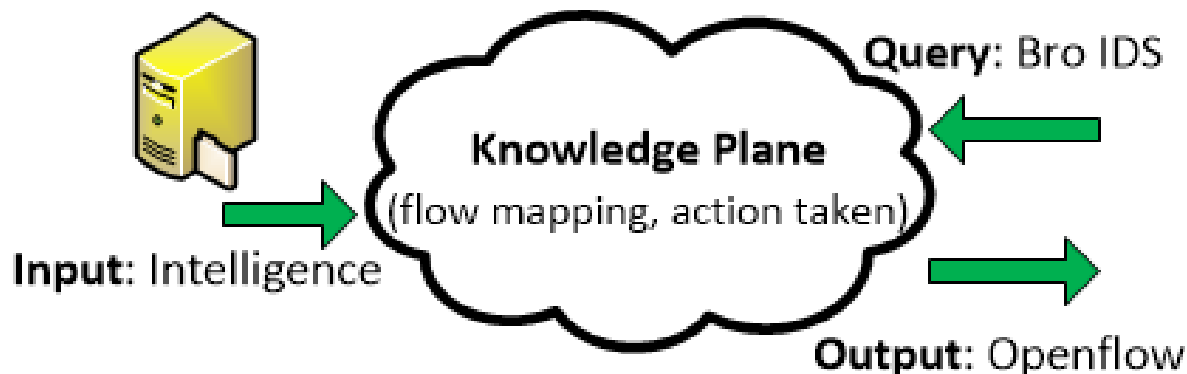 Query: Bro IDS
Knowledge Plane
(flow mapping, action taken)
Input: Intelligence
Output: Openflow